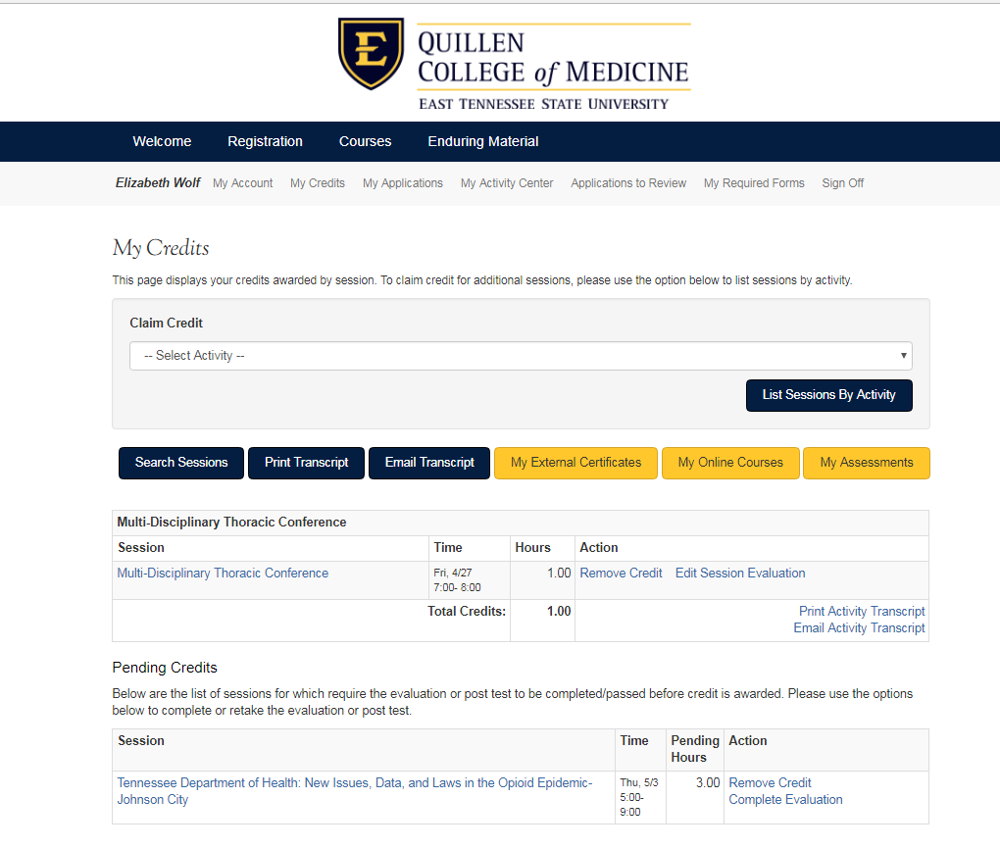 E
QUILLEN
COLLEGE of MEDICINE
EAST TENNESSEE STATE UNIVERSITY
Welcome Registration Courses Enduring Material
Elizabeth Wolf My Account My Credits My Applications My Activity Center Applications to Review My Required Forms Sign Off
My Credits
This page displays your credits awarded by session. To claim credit for additional sessions, please use the option below to list sessions by activity.
Claim Credit
-- Select Activity --
List Sessions By Activity
Search Sessions Print Transcript Email Transcript My External Certificates My Online Courses My Assessments
Multi-Disciplinary Thoracic Conference
Session Time Hours Action
Multi-Disciplinary Thoracic Conference Fri, 4/27 1.00 Remove Credit Edit Session Evaluation
7:00- 8:00
Total Credits: 1.00 Print Activity Transcript
Email Activity Transcript
Pending Credits
Below are the list of sessions for which require the evaluation or post test to be completed/passed before credit is awarded. Please use the options
below to complete or retake the evaluation or post test.
Session Time Pending Action
Hours
Tennessee Department of Health: New Issues, Data, and Laws in the Opioid Epidemic- Thu, 5/3 3.00 Remove Credit
Johnson City 5:00- Complete Evaluation
9:00